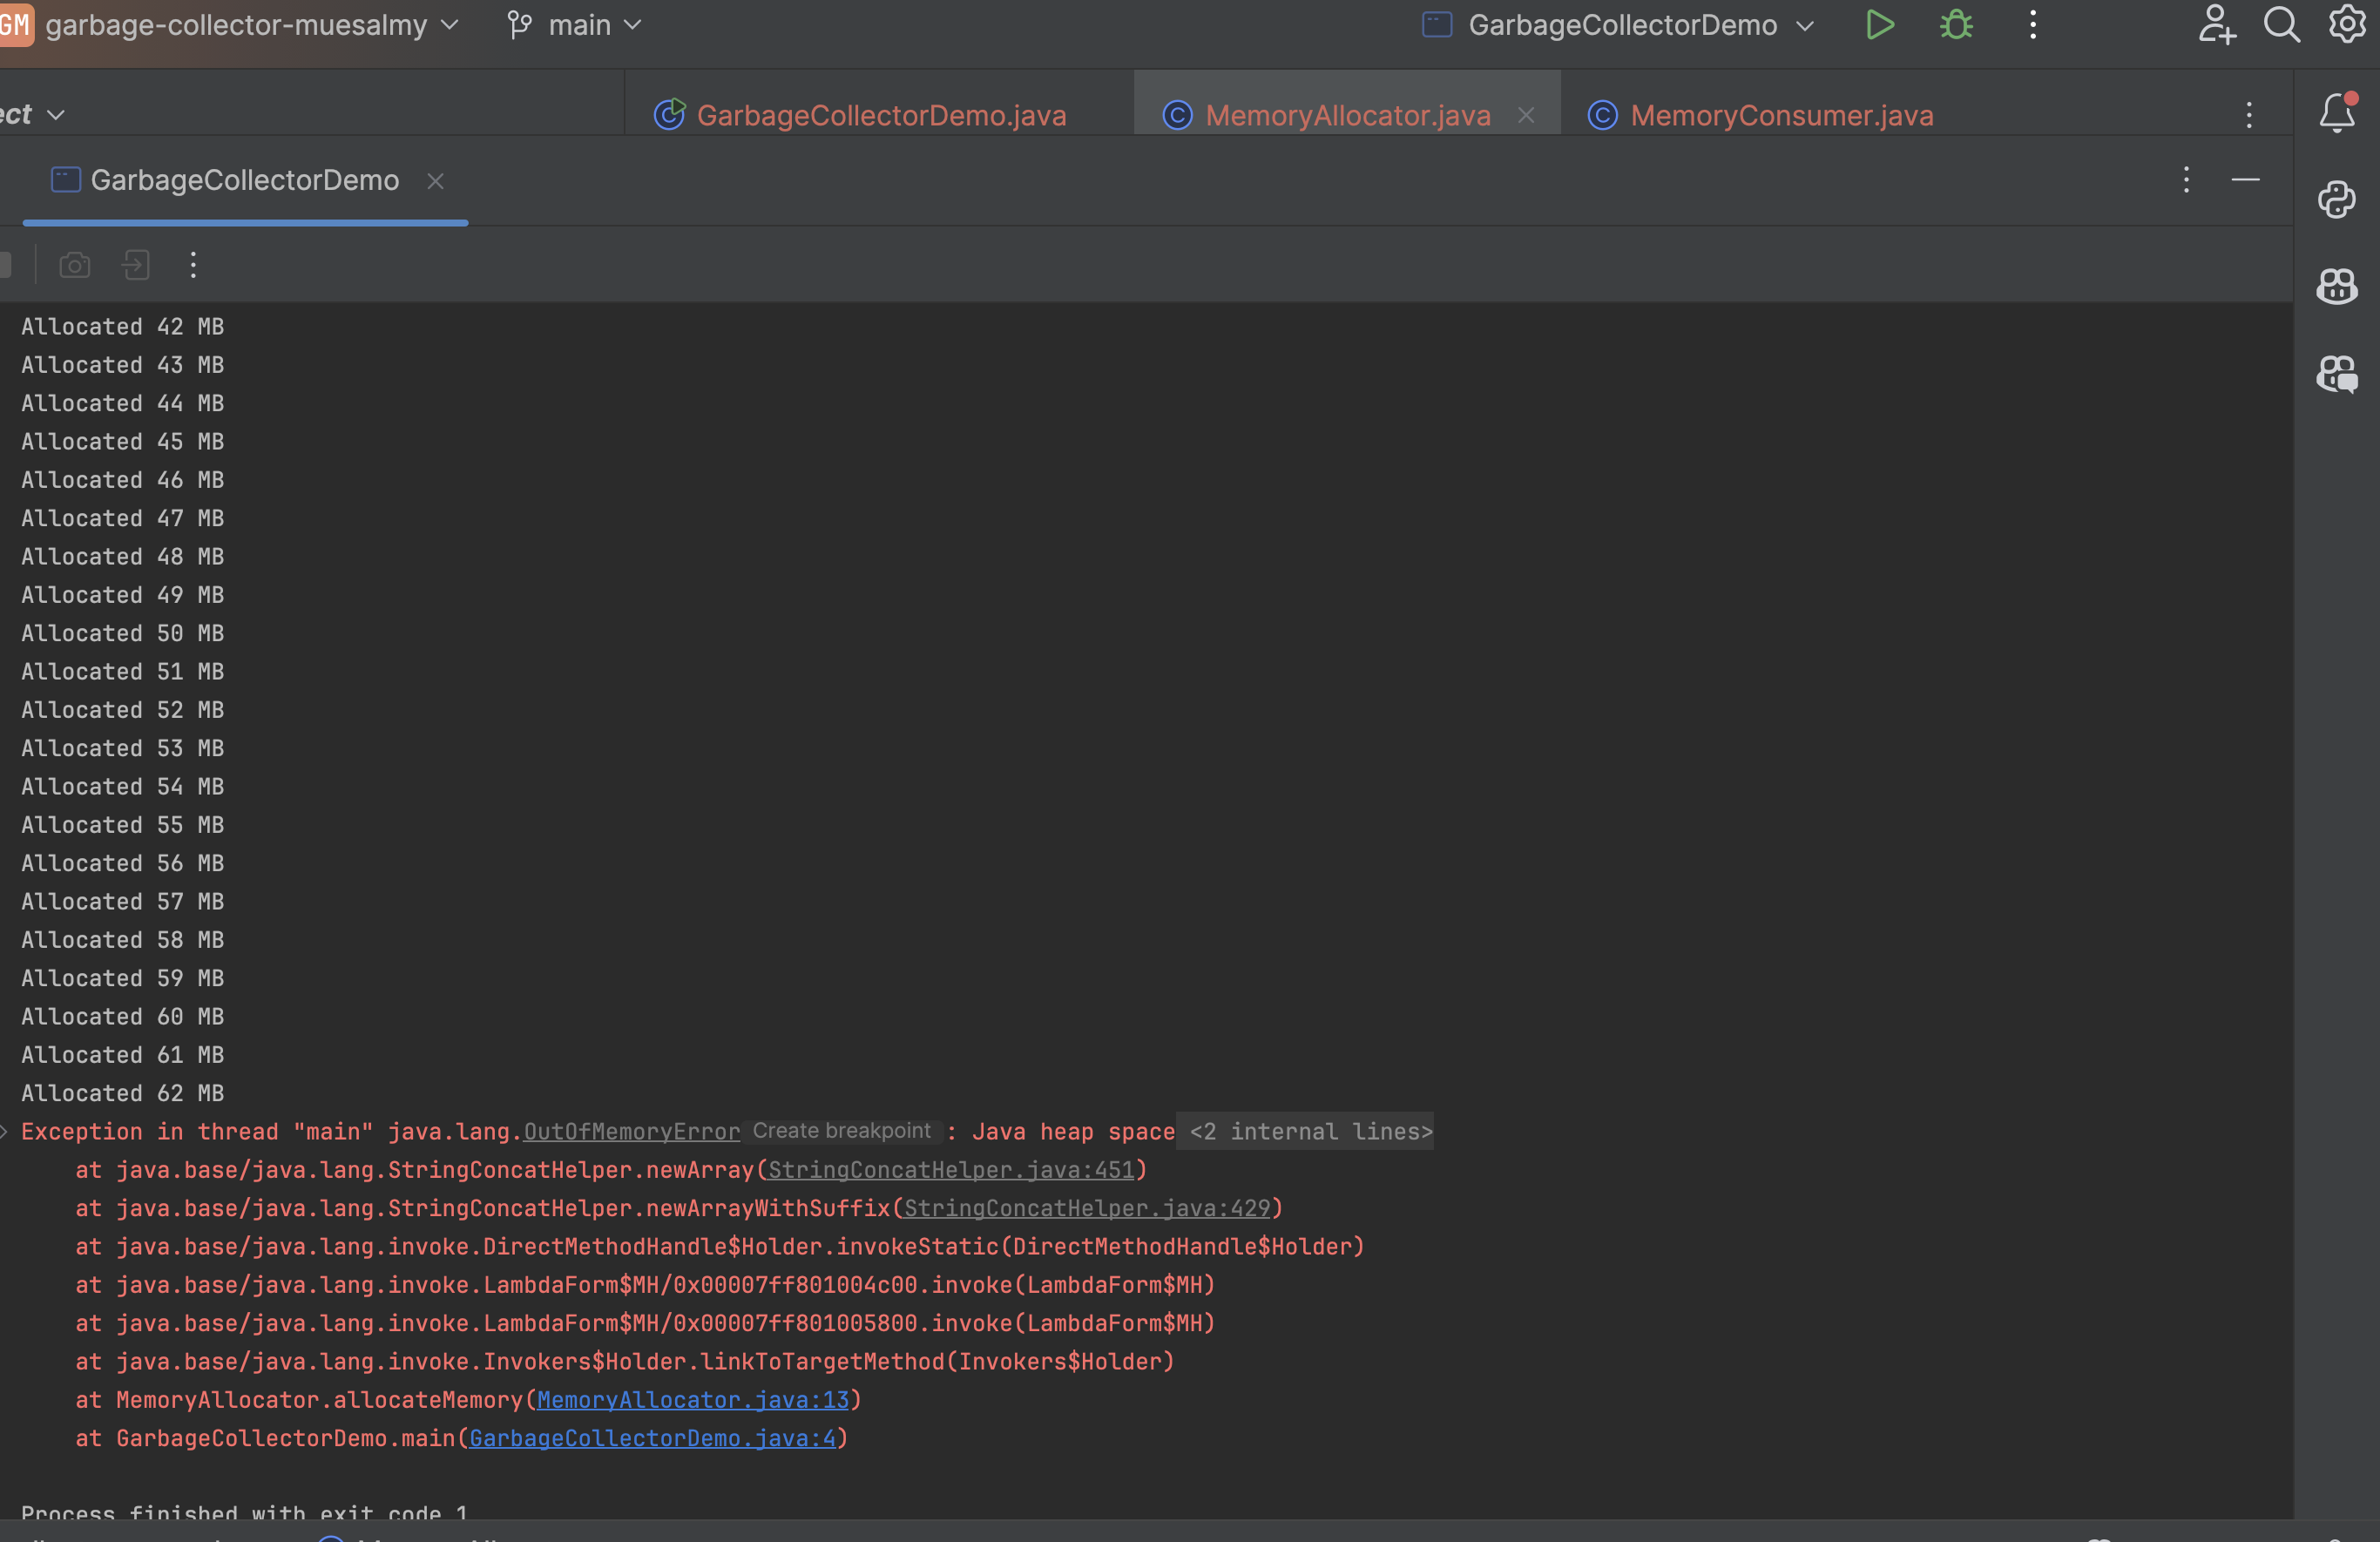 GM garbage-collector-muesalmy main GarbageCollectorDemo
ect GarbageCollectorDemo.java MemoryAllocator.java MemoryConsumer.java
GarbageCollectorDemo
Allocated 42 MB
Allocated 43 MB
Allocated 44 MB
Allocated 45 MB
Allocated 46 MB
Allocated 47 MB
Allocated 48 MB
Allocated 49 MB
Allocated 50 MB
Allocated 51 MB
Allocated 52 MB
Allocated 53 MB
Allocated 54 MB
Allocated 55 MB
Allocated 56 MB
Allocated 57 MB
Allocated 58 MB
Allocated 59 MB
Allocated 60 MB
Allocated 61 MB
Allocated 62 MB
Exception in thread "main" java.lang.OutOfMemoryError Create breakpoint : Java heap space <2 internal lines>
at java.base/java.lang.StringConcatHelper.newArray(StringConcatHelper.java:451)
at java.base/java.lang.StringConcatHelper.newArrayWithSuffix(StringConcatHelper.java:429)
at java.base/java.lang.invoke.DirectMethodHandle$Holder.invokeStatic(DirectMethodHandle$Holder)
at java.base/java.lang.invoke.LambdaForm$MH/0x00007ff801004c00.invoke(LambdaForm$MH)
at java.base/java.lang.invoke.LambdaForm$MH/0x00007ff801005800.invoke(LambdaForm$MH)
at java.base/java.lang.invoke.Invokers$Holder.linkToTargetMethod(Invokers$Holder)
at MemoryAllocator.allocateMemory(MemoryAllocator.java:13)
at GarbageCollectorDemo.main(GarbageCollectorDemo.java:4)
Process finished with exit code 1